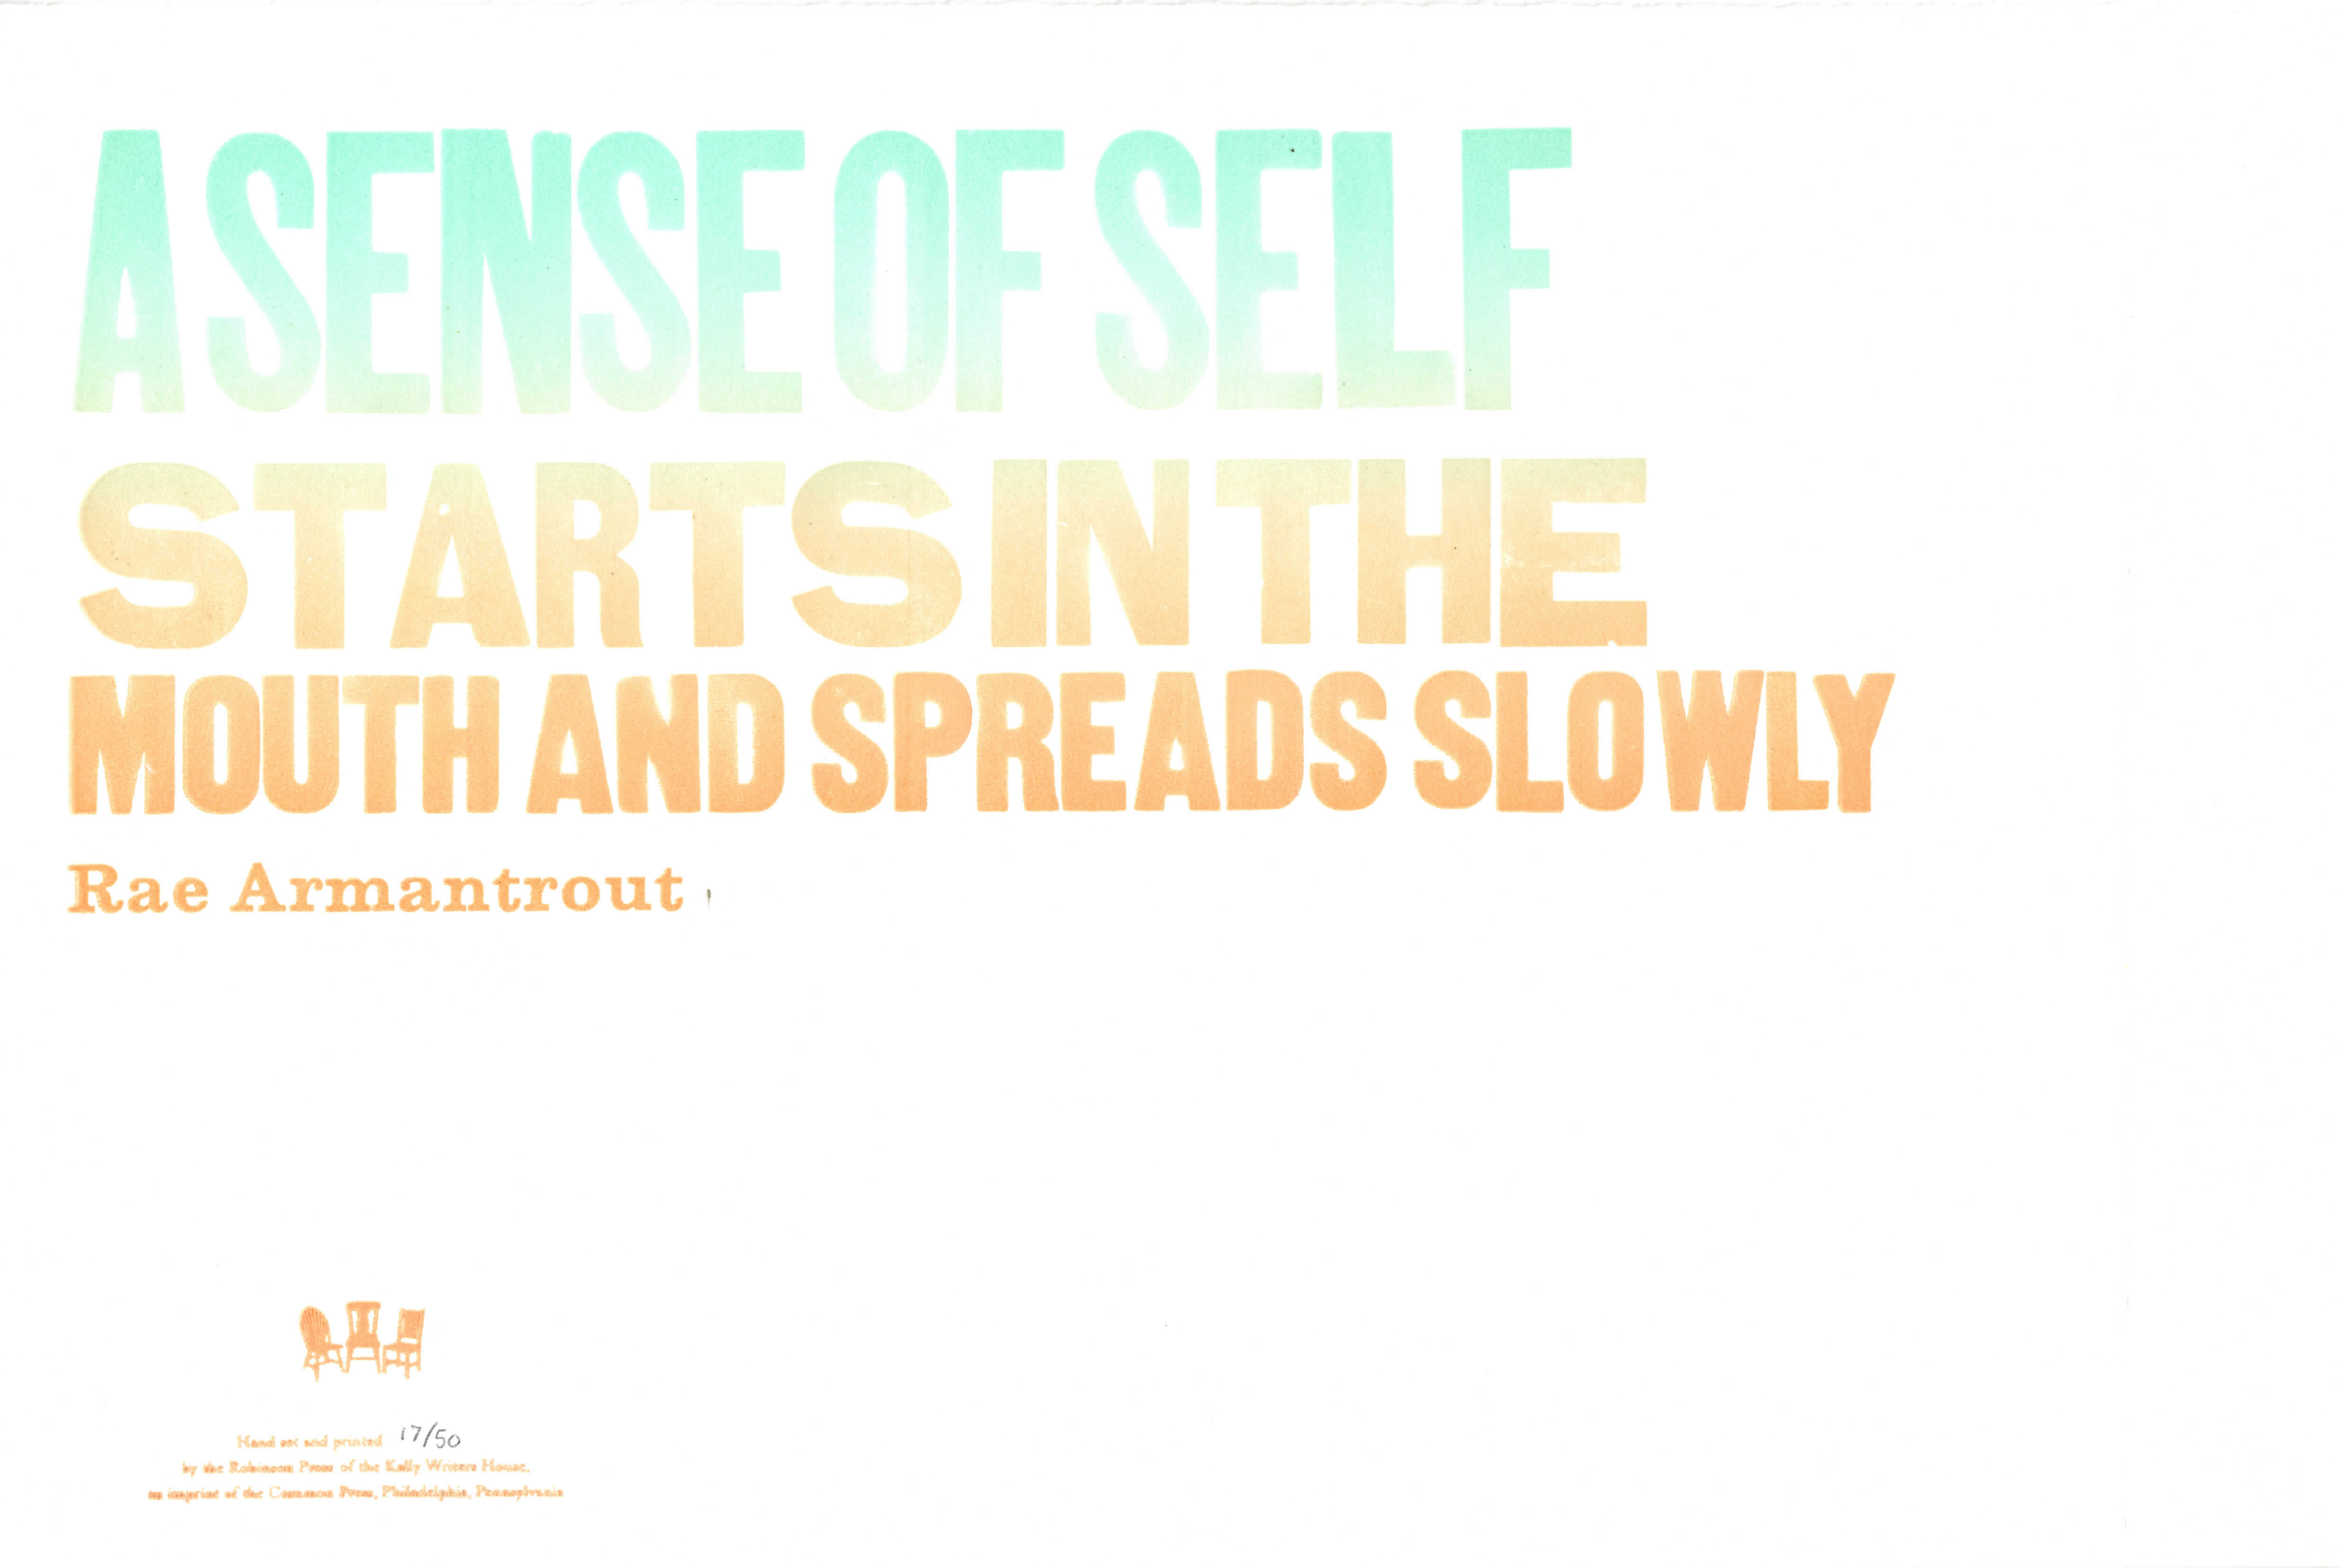 A SENSE OF SELF
STARTS IN THE
MOUTH AND SPREADS SLOWLY
Rae Armantrout
Hand set and printed 17/50
by the Robinson Press of the Kelly Writers House,
an imprint of the Common Press, Philadelphia, Pennsylvania